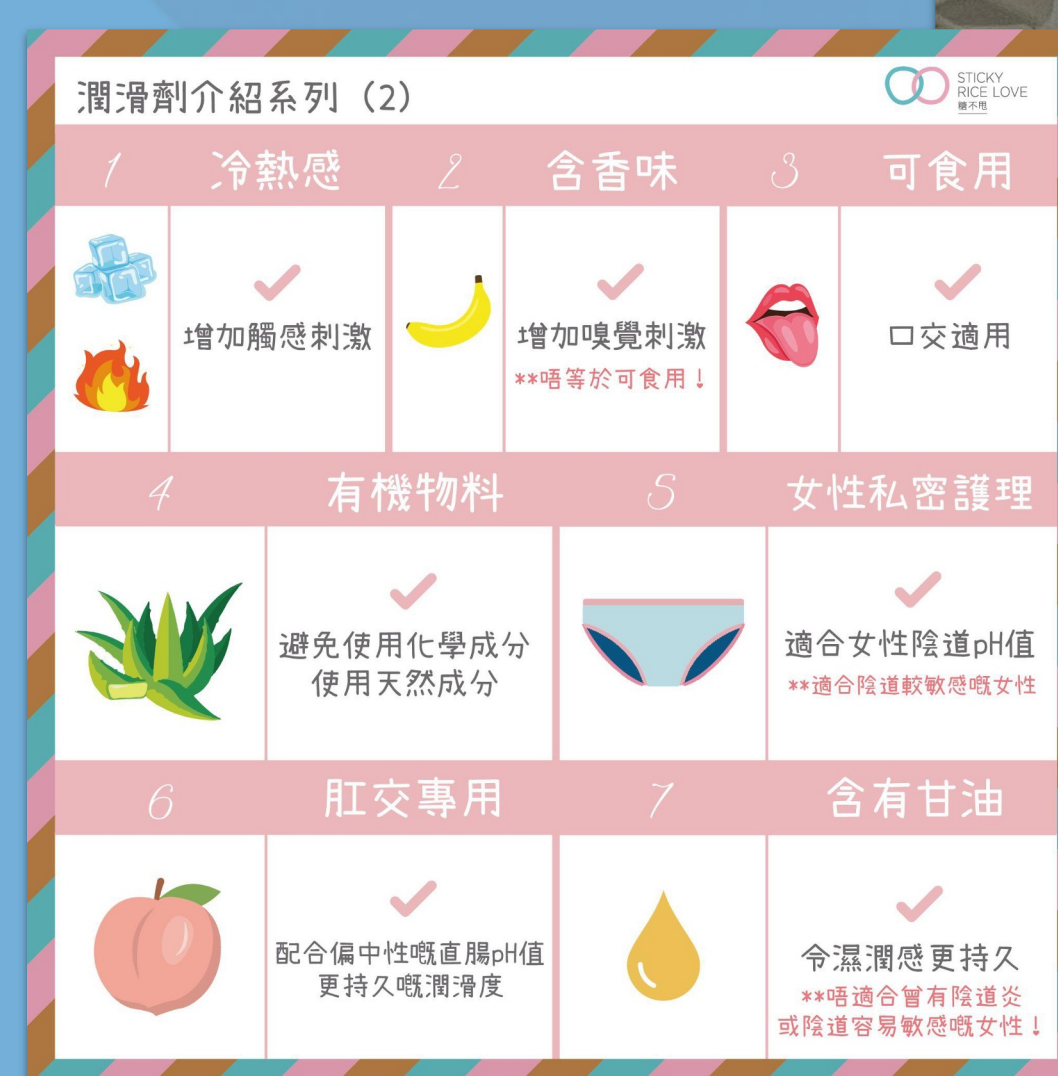 潤滑劑介紹系列 (2)
STICKY
RICE LOVE
糖不甩
1 冷熱感 2 含香味 3 可食用
增加觸感刺激
增加嗅覺刺激
**唔等於可食用！
口交適用
4 有機物料 5 女性私密護理
避免使用化學成分
使用天然成分
適合女性陰道pH值
**適合陰道較敏感嘅女性
6 肛交專用 7 含有甘油
配合偏中性嘅直腸pH值
更持久嘅潤滑度
令濕潤感更持久
**唔適合曾有陰道炎
或陰道容易敏感嘅女性！